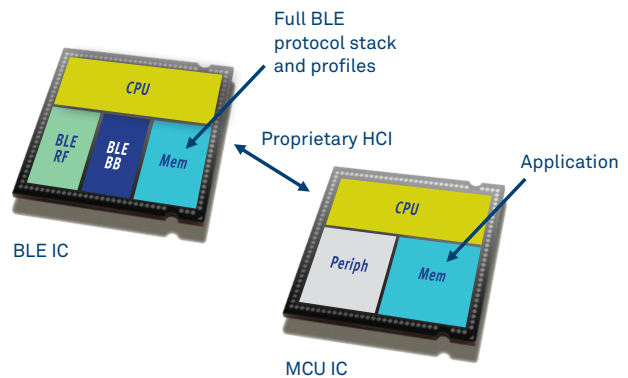 Full BLE
protocol stack
and profiles
CPU
BLE
RF
BLE
BB
Mem
BLE IC
Proprietary HCI
Application
CPU
Periph
Mem
MCU IC